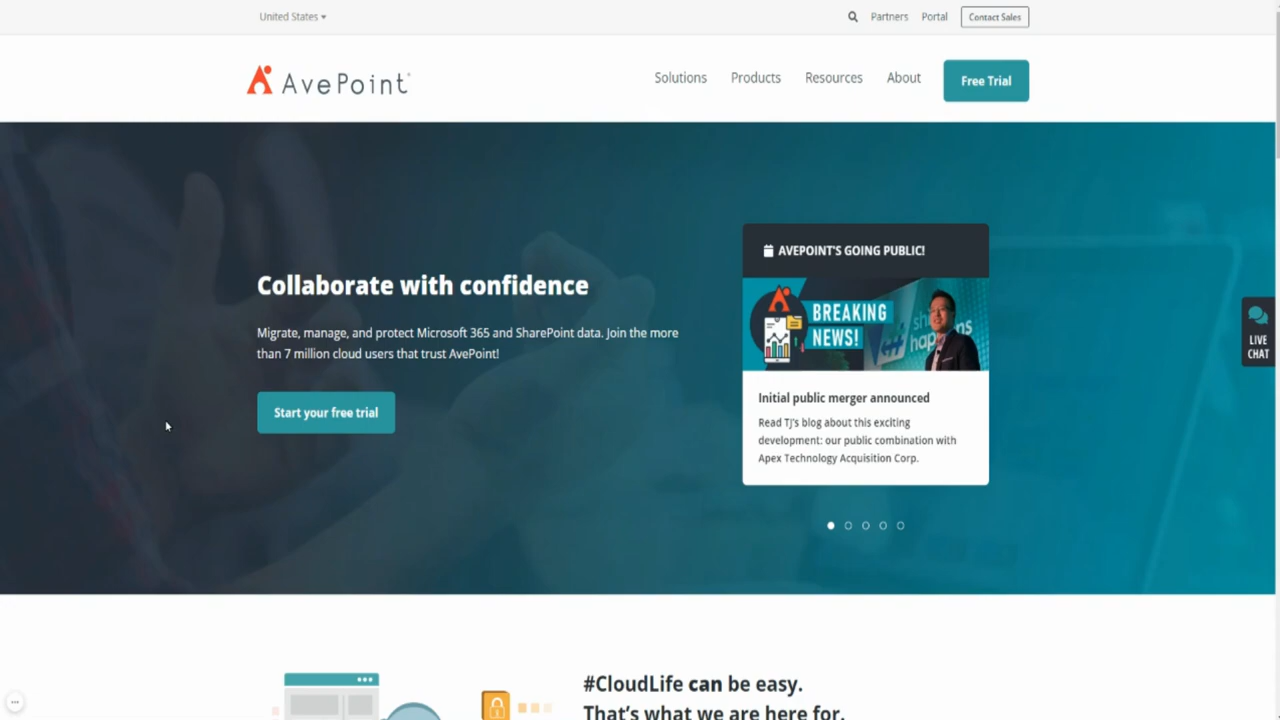 United States
Partners
Portal
Contact Sales
AvePoint
Solutions
Products
Resources
About
Free Trial
Collaborate with confidence
Migrate, manage, and protect Microsoft 365 and SharePoint data. Join the more
than 7 million cloud users that trust AvePoint!
Start your free trial
AVEPOINT'S GOING PUBLIC!
BREAKING
NEWS!
Initial public merger announced
Read TJ's blog about this exciting
development: our public combination with
Apex Technology Acquisition Corp.
LIVE
CHAT
#CloudLife can be easy.
That's what we are here for.